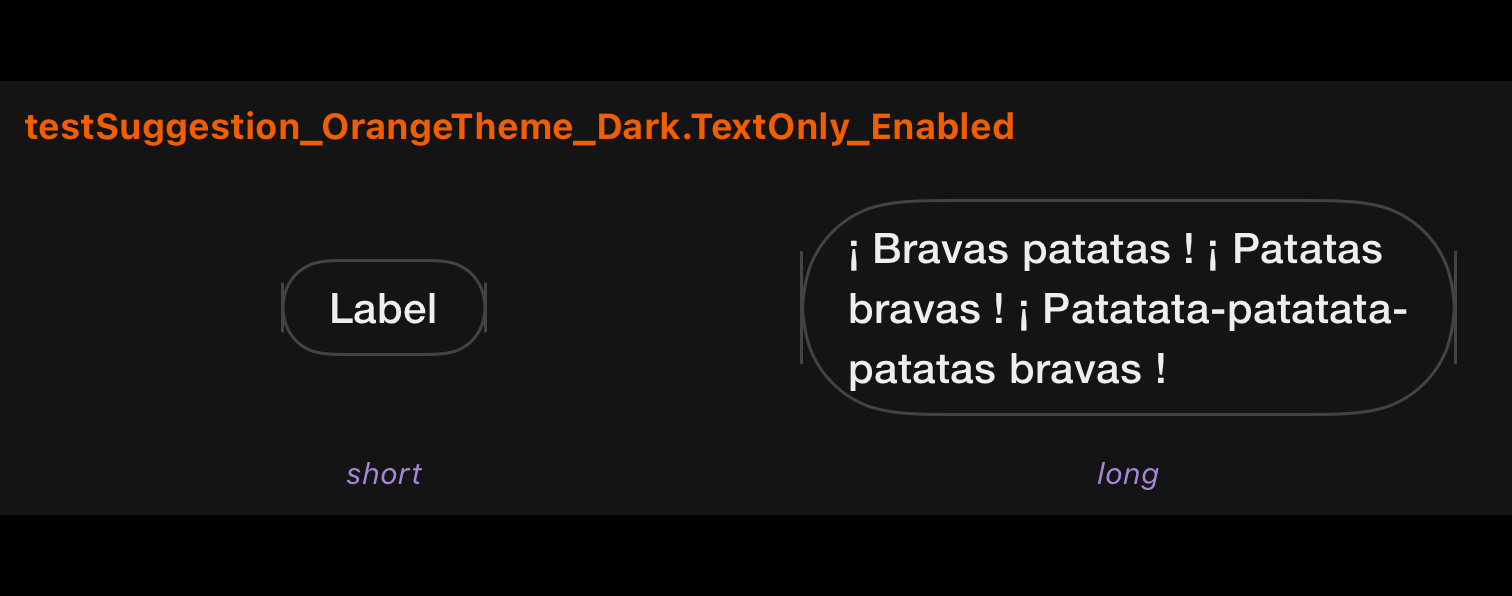 testSuggestion_OrangeTheme_Dark.TextOnly_Enabled
Label
¡ Bravas patatas ! ¡ Patatas
bravas ! ¡ Patatata-patatata-
patatas bravas !
short
long